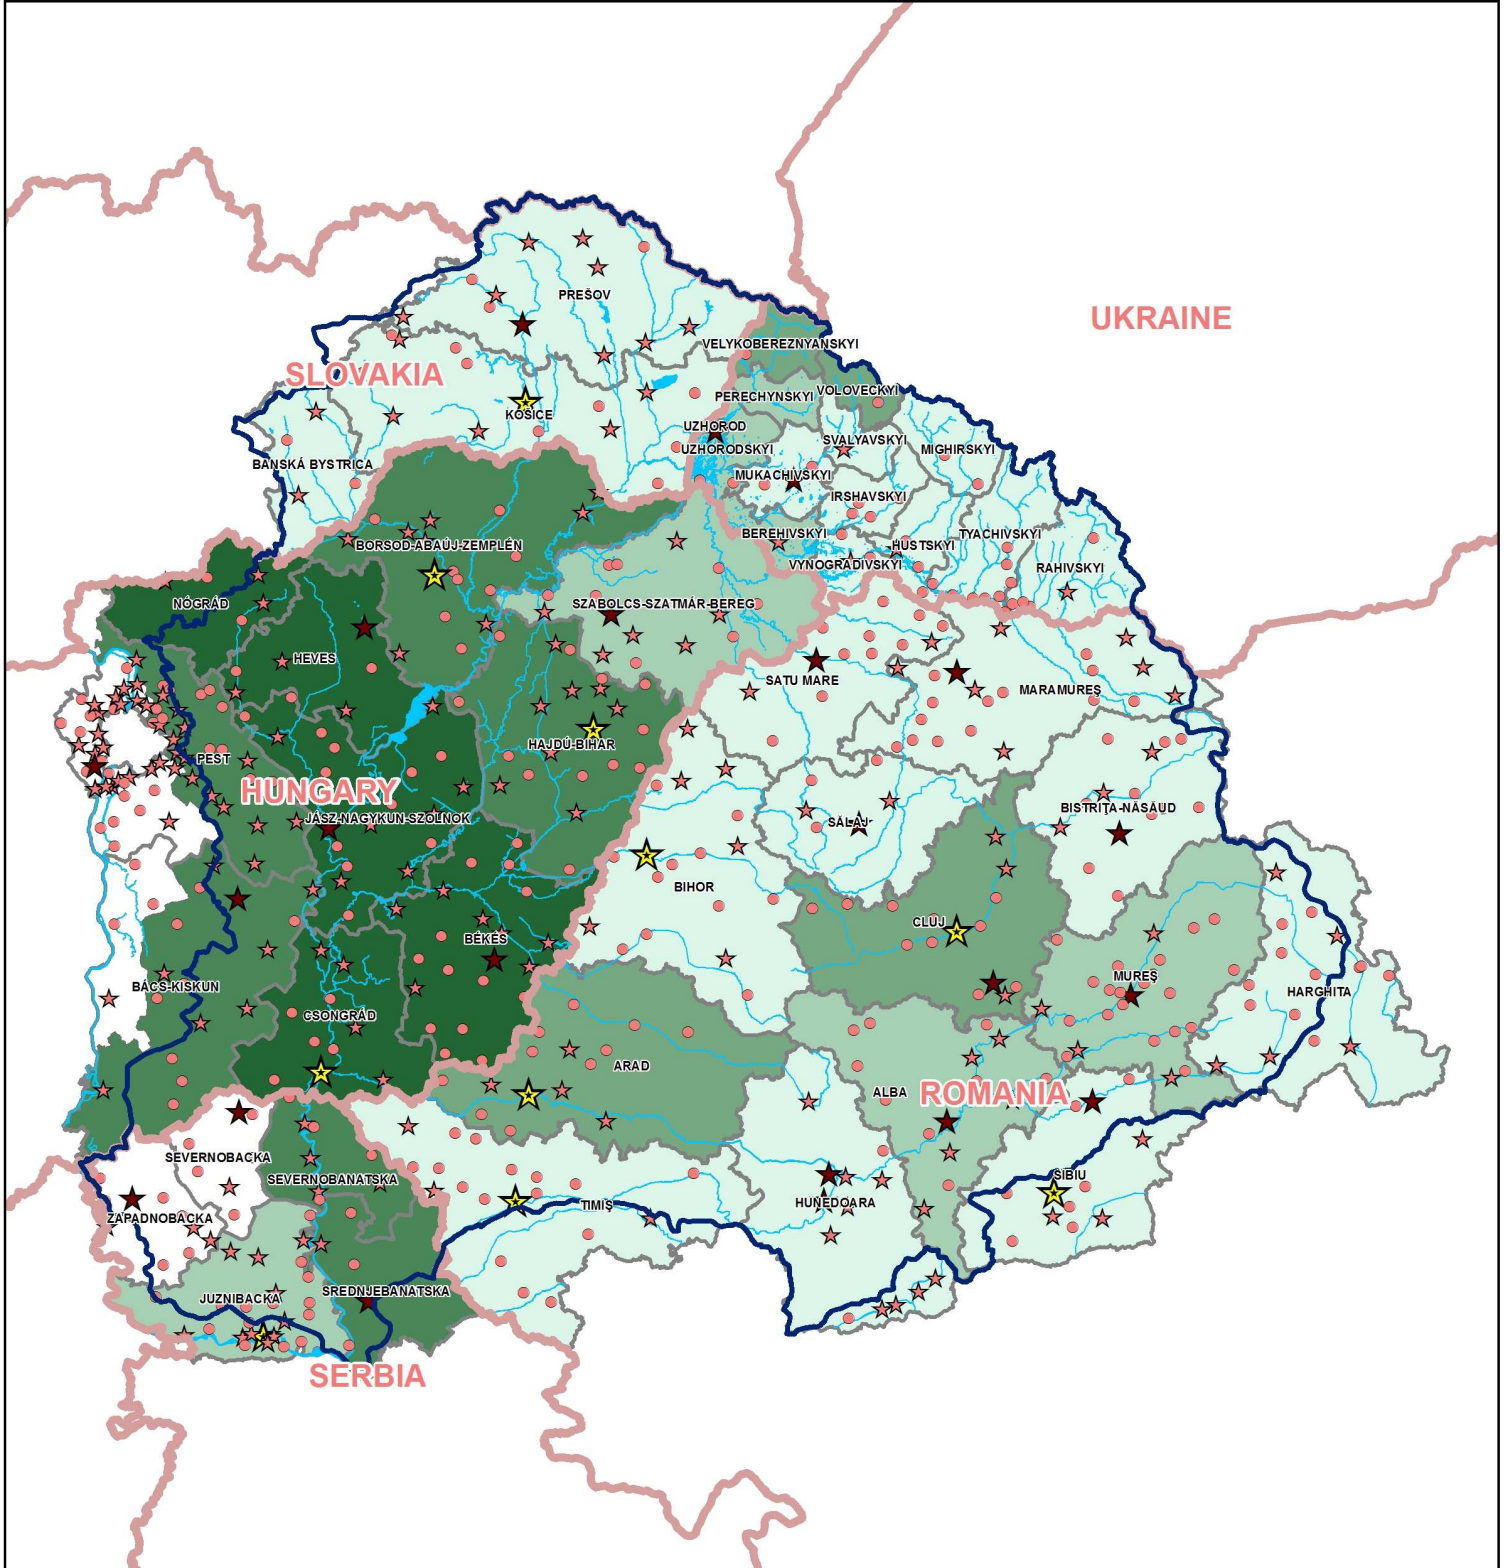 UKRAINE
PREŠOV
VELYKOBEREZNYANSKYI
SLOVAKIA
VOLOVECKYI
PERECHYNSKYI
KOŠICE
UZHOROD
SVALYAVSKYI
UZHORODSKYI
MIGHIRSKYI
BANSKÁ BYSTRICA
MUKACHIVSKYI
IRSHAVSKYI
BEREHIVSKYI
TYACHIVSKYI
BORSOD-ABAÚJ-ZEMPLÉN
HUSTSKYI
VYNOGRADIVSKYI
RAHIVSKYI
NÓGRÁD
SZABOLCS-SZATMÁR-BEREG
HEVES
SATU MARE
MARAMUREŞ
HAJDÚ-BIHAR
PEST
HUNGARY
BISTRIŢA-NĂSĂUD
JÁSZ-NAGYKUN-SZOLNOK
SĂLAJ
BIHOR
CLUJ
BÉKÉS
MUREŞ
BÁCS-KISKUN
HARGHITA
CSONGRÁD
ARAD
ALBA
ROMANIA
SEVERNOBACKA
SEVERNOBANATSKA
SIBIU
HUNEDOARA
TIMIŞ
ZAPADNOBACKA
SREDNJEBANATSKA
JUZNIBACKA
SERBIA